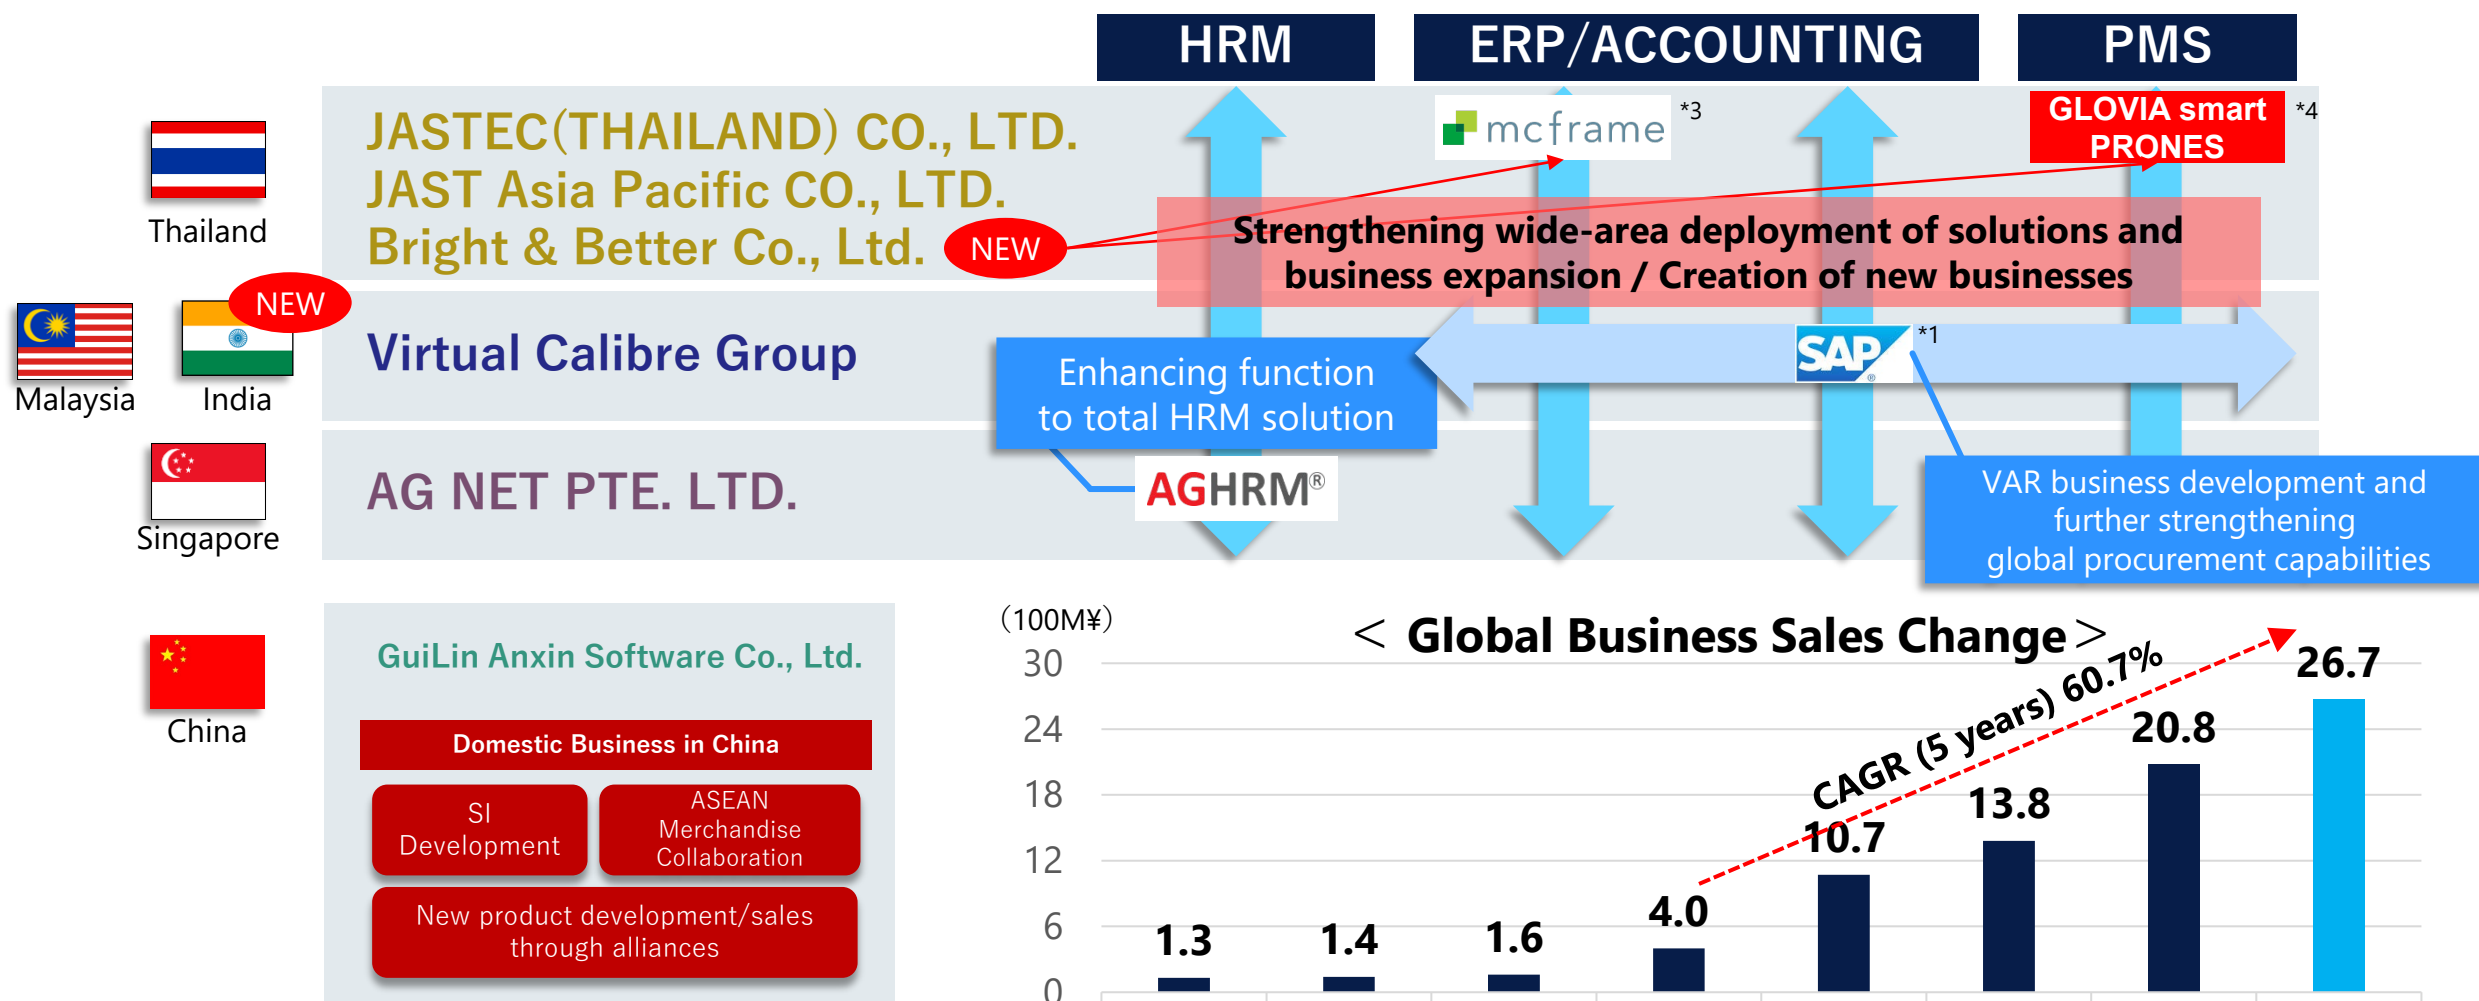 HRM
ERP/ACCOUNTING
PMS
Thailand
JASTEC(THAILAND) CO., LTD.
JAST Asia Pacific CO., LTD.
Bright & Better Co., Ltd.
NEW
mcframe
*3
GLOVIA smart
PRONES
*4
Strengthening wide-area deployment of solutions and
business expansion / Creation of new businesses
NEW
Malaysia
India
Virtual Calibre Group
Enhancing function
to total HRM solution
SAP®
*1
Singapore
AG NET PTE. LTD.
AGHRM®
VAR business development and
further strengthening
global procurement capabilities
China
GuiLin Anxin Software Co., Ltd.
Domestic Business in China
SI
Development
ASEAN
Merchandise
Collaboration
New product development/sales
through alliances
(100M¥)
＜ Global Business Sales Change＞
CAGR (5 years) 60.7%
30
24
18
12
6
0
1.3
1.4
1.6
4.0
10.7
13.8
20.8
26.7